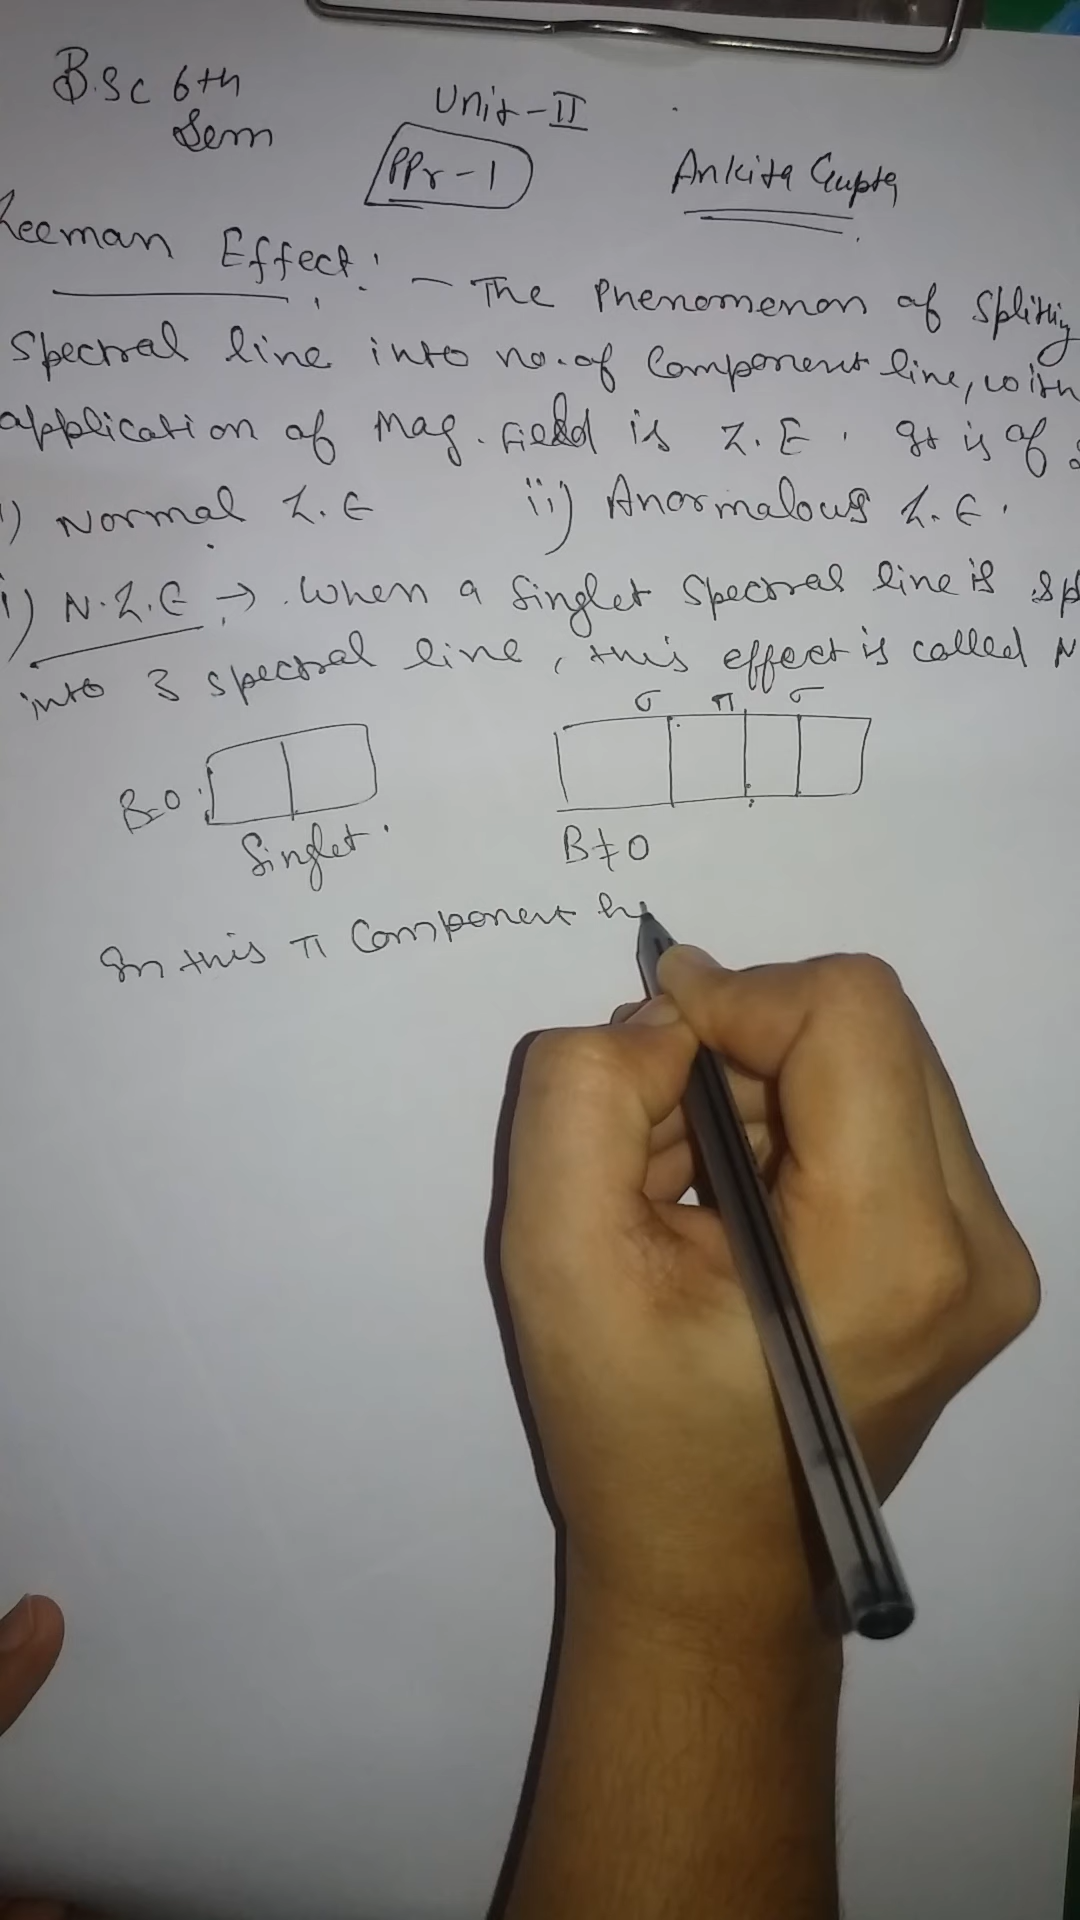 B.Sc 6th
Sem
Unit-II
PPr-1
Ankita Gupta
Zeeman Effect: - The Phenomenon of Spliting
Spectral line into no. of Component line, with
application of mag. field is Z.E. It is of
i) Normal Z.E ii) Anormalous Z.E.
i) N.Z.E → When a Singlet Spectral line is Sp
into 3 spectral line, this effect is called N
σ π σ
B=0
Singlet.
B≠0
In this π Component h